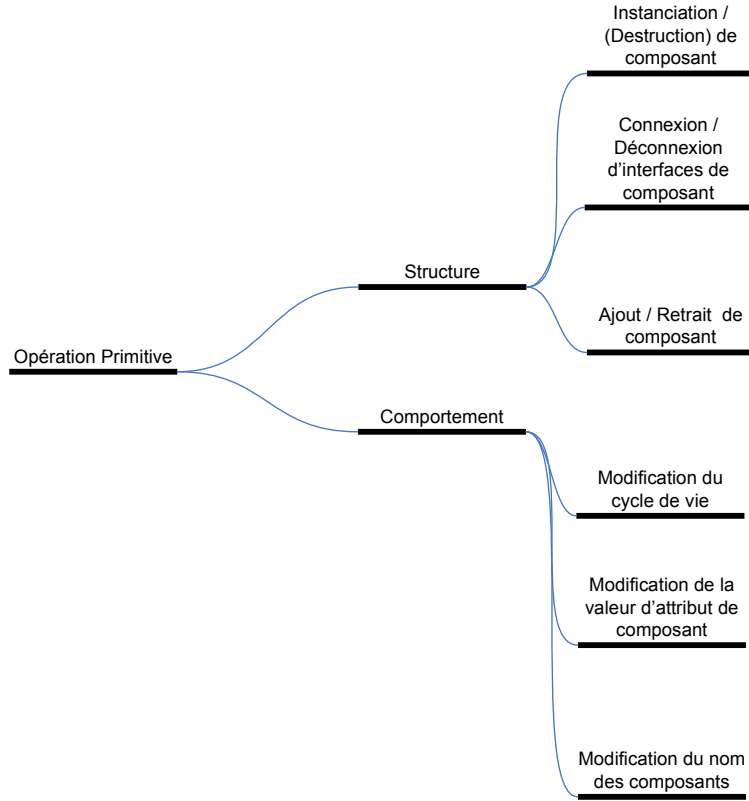 Instanciation /
(Destruction) de
composant
Connexion /
Déconnexion
d'interfaces de
composant
Structure
Ajout / Retrait  de
composant
Opération Primitive
Comportement
Modification du
cycle de vie
Modification de la
valeur d'attribut de
composant
Modification du nom
des composants